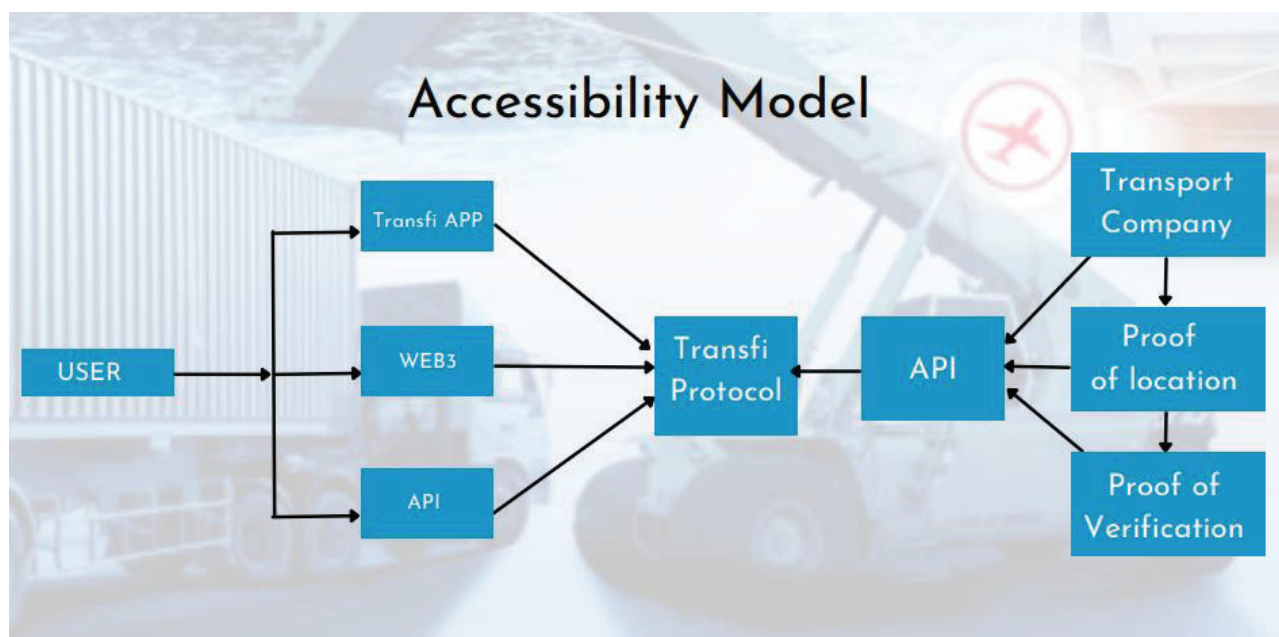 Accessibility Model
Transfi APP
USER
WEB3
API
Transfi
Protocol
API
Transport
Company
Proof
of location
Proof of
Verification